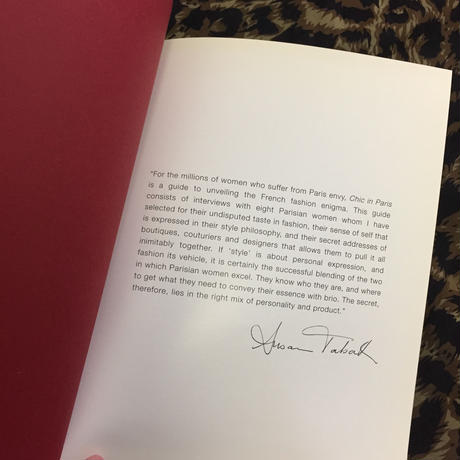 "For the millions of women who suffer from Paris envy, Chic in Paris
is a guide to unveiling the French fashion enigma. This guide
consists of interviews with eight Parisian women whom I have
selected for their undisputed taste in fashion, their sense of self that
is expressed in their style philosophy, and their secret addresses of
boutiques, couturiers and designers that allows them to pull it all
inimitably together. If 'style' is about personal expression, and
fashion its vehicle, it is certainly the successful blending of the two
in which Parisian women excel. They know who they are, and where
to get what they need to convey their essence with brio. The secret,
therefore, lies in the right mix of personality and product."
Susan Tabak